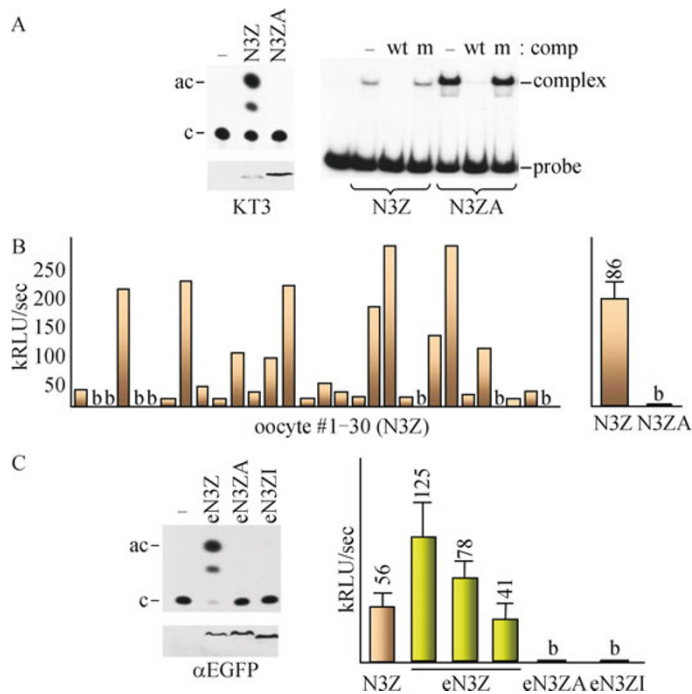 A
– N3Z N3ZA
ac–
c–
KT3
– wt m – wt m : comp
–complex
–probe
N3Z N3ZA
B
kRLU/sec
250
200
150
100
50
b b b b b b b
oocyte #1–30 (N3Z)
86
b
N3Z N3ZA
C
– eN3Z eN3ZA eN3ZI
ac–
c–
αEGFP
kRLU/sec
56 125 78 41 b b
N3Z eN3Z eN3ZA eN3ZI